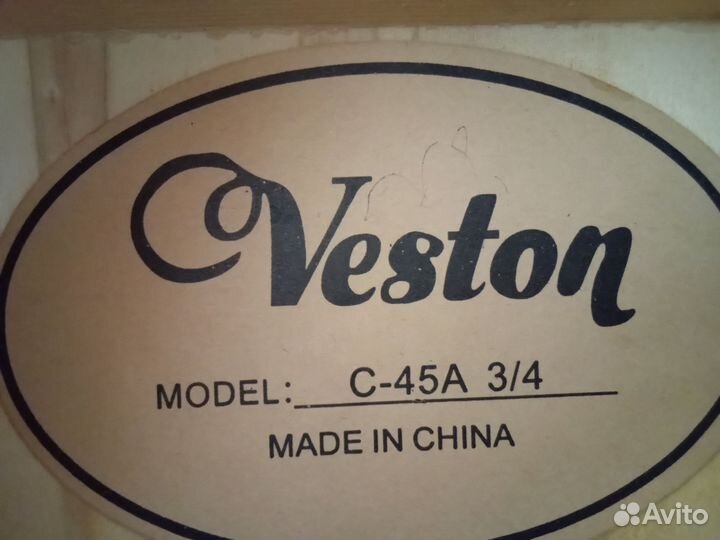 Veston
MODEL: C-45A 3/4
MADE IN CHINA
Avito